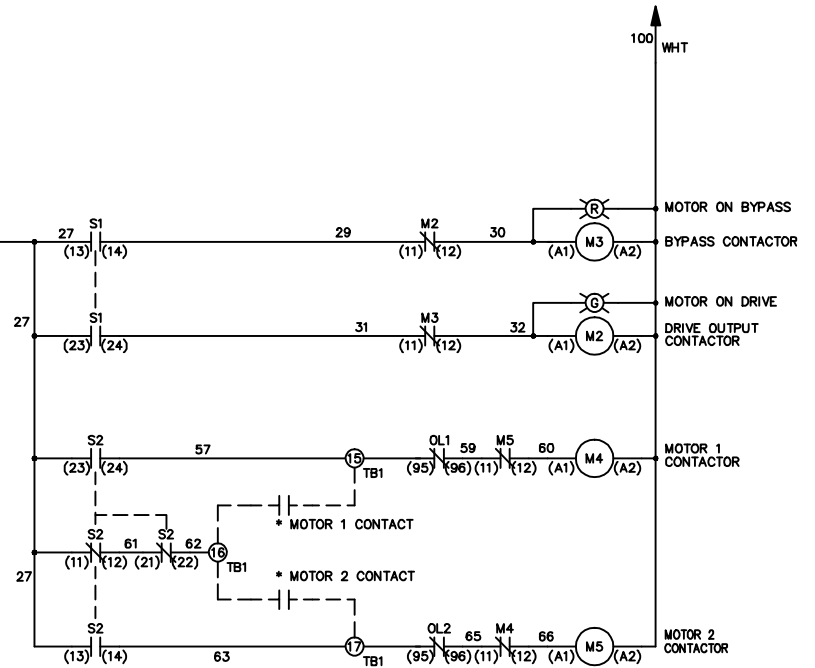 100
WHT
R
MOTOR ON BYPASS
S1
M2
27
29
30
(13) (14)
(11) (12)
(A1) M3 (A2)
BYPASS CONTACTOR
G
MOTOR ON DRIVE
27
S1
M3
31
32
(23) (24)
(11) (12)
(A1) M2 (A2)
DRIVE OUTPUT
CONTACTOR
S2
57
OL1
59
M5
60
(23) (24)
15
TB1
(95) (96) (11) (12)
(A1) M4 (A2)
MOTOR 1
CONTACTOR
* MOTOR 1 CONTACT
S2
61
S2
62
(11) (12) (21) (22)
16
TB1
27
* MOTOR 2 CONTACT
S2
63
OL2
65
M4
66
(13) (14)
17
TB1
(95) (96) (11) (12)
(A1) M5 (A2)
MOTOR 2
CONTACTOR